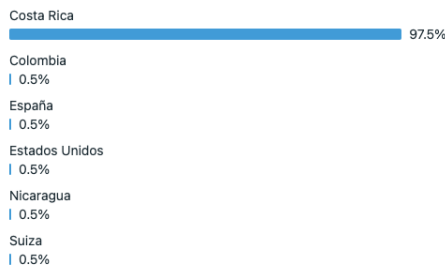 Costa Rica
97.5%
Colombia
0.5%
España
0.5%
Estados Unidos
0.5%
Nicaragua
0.5%
Suiza
0.5%